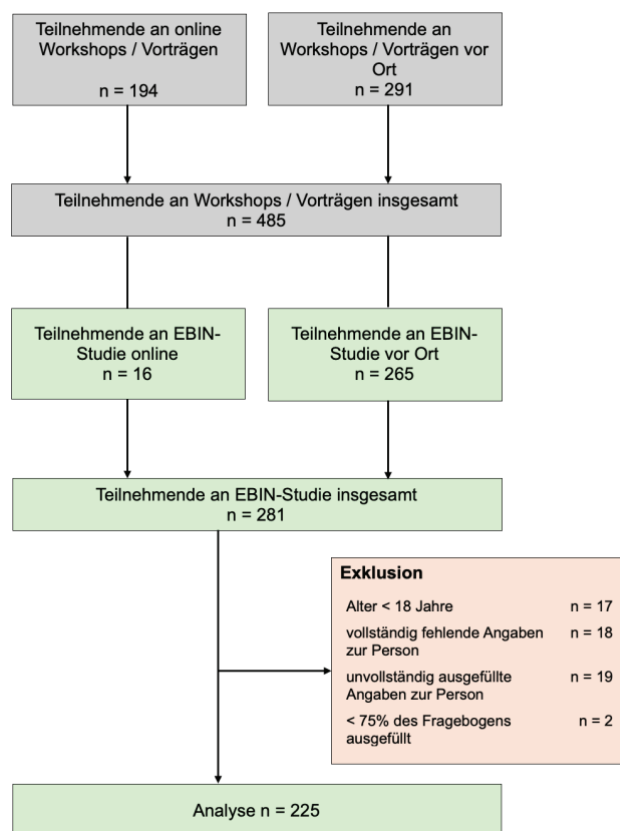 Teilnehmende an online
Workshops / Vorträgen
n = 194
Teilnehmende an
Workshops / Vorträgen vor
Ort
n = 291
Teilnehmende an Workshops / Vorträgen insgesamt
n = 485
Teilnehmende an EBIN-
Studie online
n = 16
Teilnehmende an EBIN-
Studie vor Ort
n = 265
Teilnehmende an EBIN-Studie insgesamt
n = 281
Exklusion
Alter < 18 Jahre n = 17
vollständig fehlende Angaben n = 18
zur Person
unvollständig ausgefüllte n = 19
Angaben zur Person
< 75% des Fragebogens n = 2
ausgefüllt
Analyse n = 225